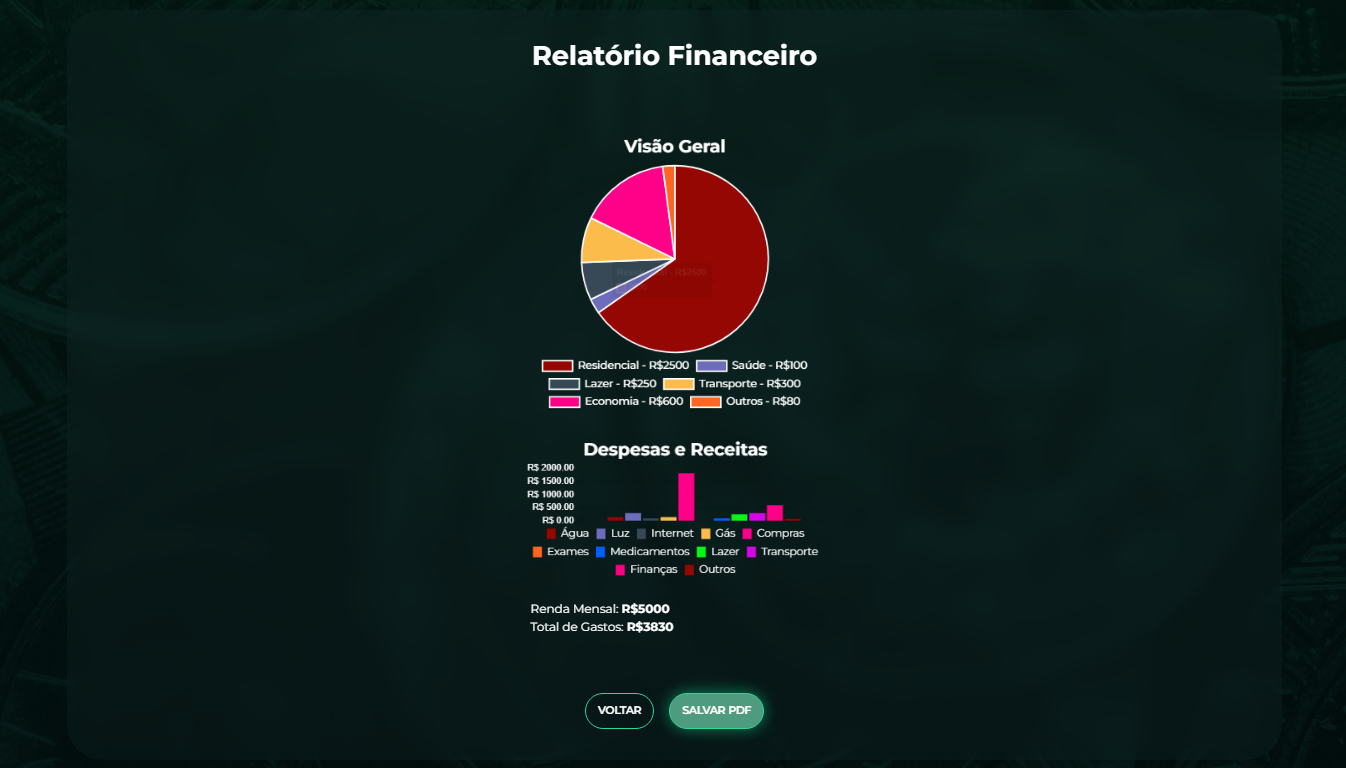 Relatório Financeiro
Visão Geral
Residencial - R$2500
Residencial - R$2500 Saúde - R$100
Lazer - R$250 Transporte - R$300
Economia - R$600 Outros - R$80
Despesas e Receitas
R$ 2000.00
R$ 1500.00
R$ 1000.00
R$ 500.00
R$ 0.00
Água Luz Internet Gás Compras
Exames Medicamentos Lazer Transporte
Finanças Outros
Renda Mensal: R$5000
Total de Gastos: R$3830
VOLTAR SALVAR PDF